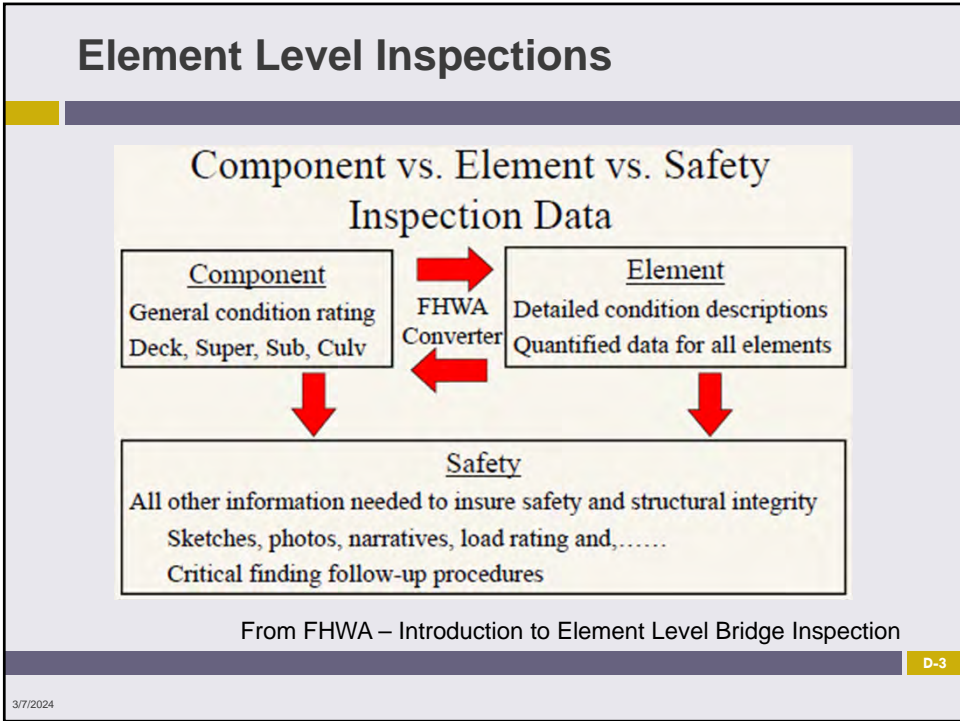 Element Level Inspections
Component vs. Element vs. Safety
Inspection Data
Component
General condition rating
Deck, Super, Sub, Culv
FHWA
Converter
Element
Detailed condition descriptions
Quantified data for all elements
Safety
All other information needed to insure safety and structural integrity
Sketches, photos, narratives, load rating and,......
Critical finding follow-up procedures
From FHWA – Introduction to Element Level Bridge Inspection
D-3
3/7/2024